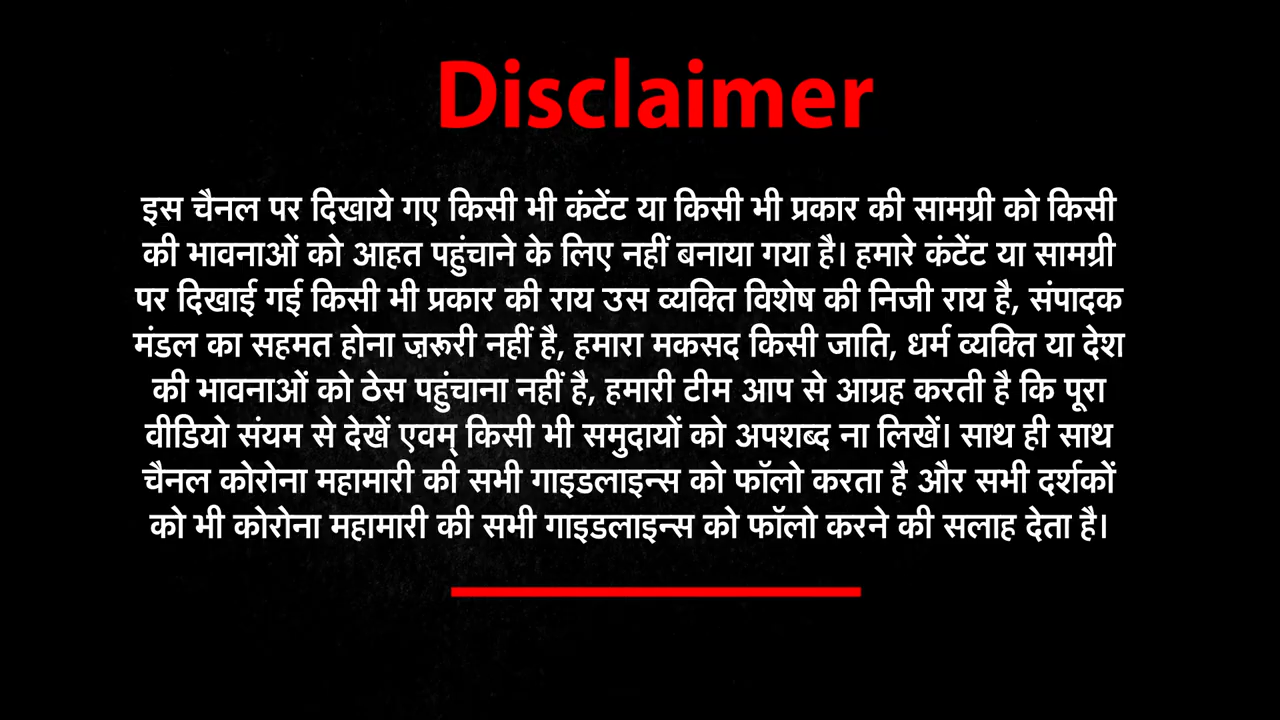 Disclaimer
इस चैनल पर दिखाये गए किसी भी कंटेंट या किसी भी प्रकार की सामग्री को किसी
की भावनाओं को आहत पहुंचाने के लिए नहीं बनाया गया है। हमारे कंटेंट या सामग्री
पर दिखाई गई किसी भी प्रकार की राय उस व्यक्ति विशेष की निजी राय है, संपादक
मंडल का सहमत होना ज़रूरी नहीं है, हमारा मकसद किसी जाति, धर्म व्यक्ति या देश
की भावनाओं को ठेस पहुंचाना नहीं है, हमारी टीम आप से आग्रह करती है कि पूरा
वीडियो संयम से देखें एवम् किसी भी समुदायों को अपशब्द ना लिखें। साथ ही साथ
चैनल कोरोना महामारी की सभी गाइडलाइन्स को फॉलो करता है और सभी दर्शकों
को भी कोरोना महामारी की सभी गाइडलाइन्स को फॉलो करने की सलाह देता है।